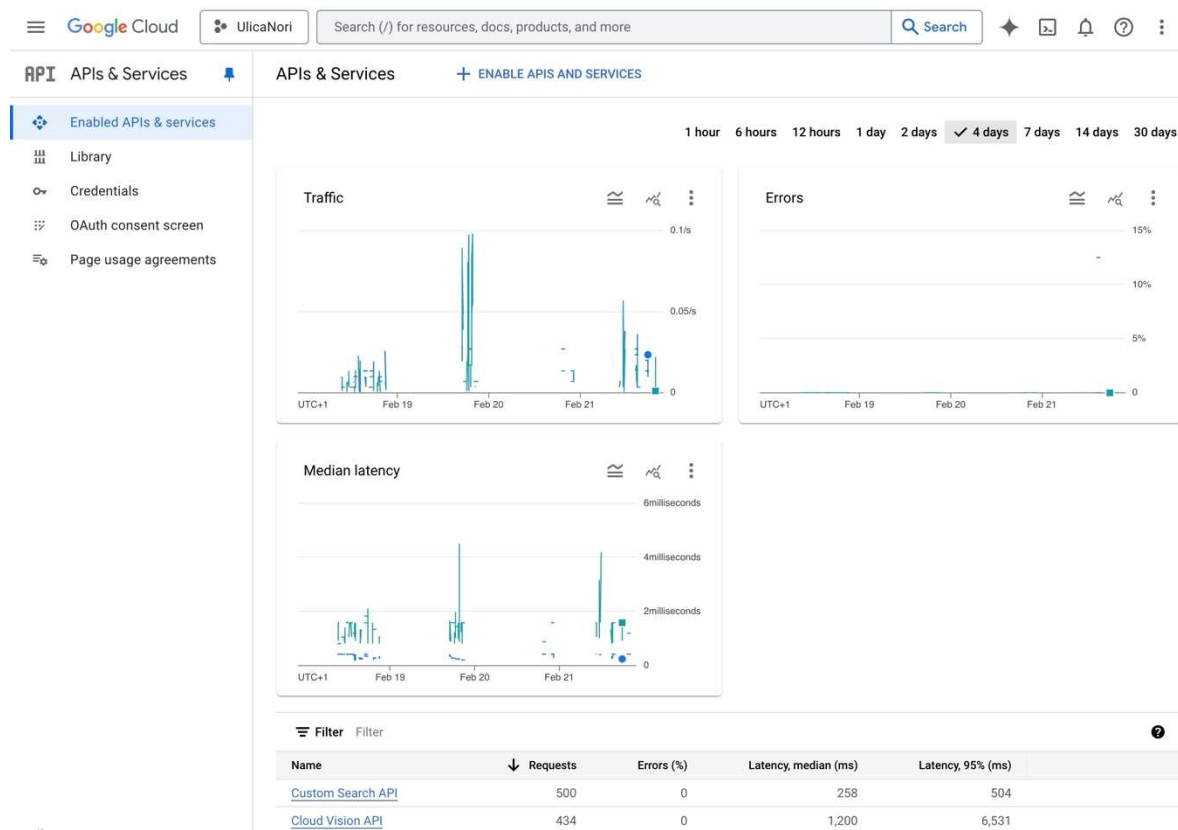 Google Cloud UlicaNori Search (/) for resources, docs, products, and more Search
API APIs & Services
APIs & Services + ENABLE APIS AND SERVICES
Enabled APIs & services
Library
Credentials
OAuth consent screen
Page usage agreements
1 hour 6 hours 12 hours 1 day 2 days 4 days 7 days 14 days 30 days
Traffic
0.1/s
0.05/s
0
UTC+1 Feb 19 Feb 20 Feb 21
Errors
15%
10%
5%
0
UTC+1 Feb 19 Feb 20 Feb 21
Median latency
6milliseconds
4milliseconds
2milliseconds
0
UTC+1 Feb 19 Feb 20 Feb 21
Filter Filter
Name Requests Errors (%) Latency, median (ms) Latency, 95% (ms)
Custom Search API 500 0 258 504
Cloud Vision API 434 0 1,200 6,531